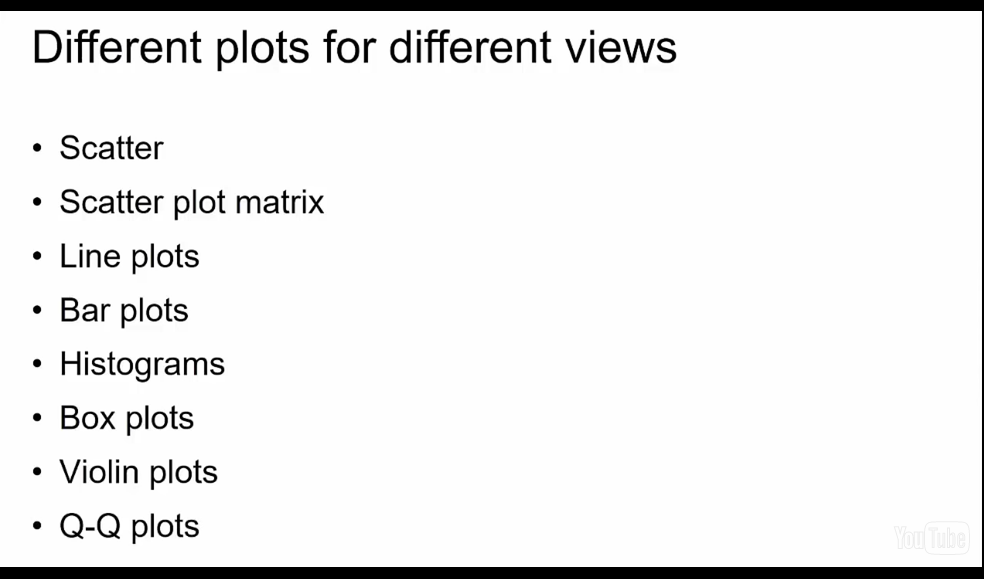 Different plots for different views
• Scatter
• Scatter plot matrix
• Line plots
• Bar plots
• Histograms
• Box plots
• Violin plots
• Q-Q plots
YouTube